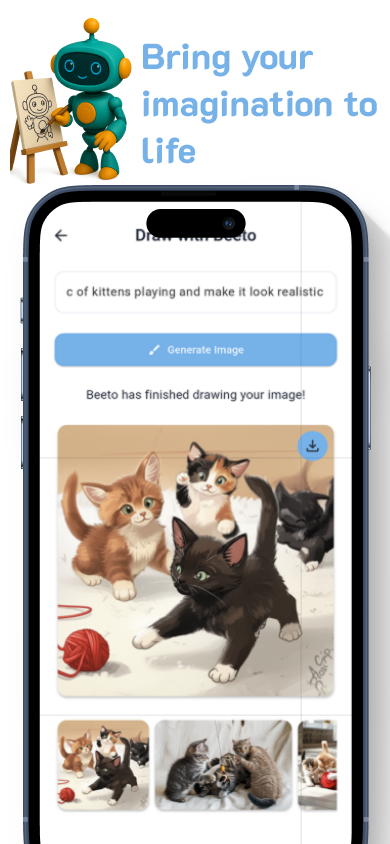 Bring your
imagination to
life
Draw with Beeto
c of kittens playing and make it look realistic
Generate Image
Beeto has finished drawing your image!